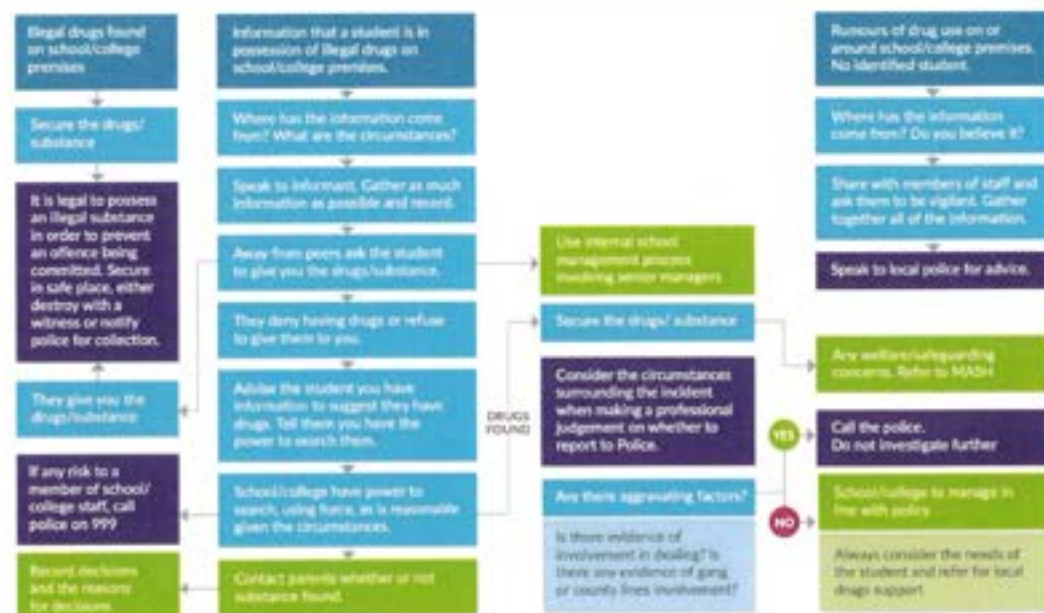 Illegal drugs found
on school/college
premises
Secure the drugs/
substance
It is legal to possess
an illegal substance
in order to prevent
an offence being
committed. Secure
in safe place, either
destroy with a
witness or notify
police for collection.
They give you the
drugs/substance
If any risk to a
member of school/
college staff, call
police on 999
Record decisions
and the reasons
for decisions
Information that a student is in
possession of illegal drugs on
school/college premises.
Where has the information come
from? What are the circumstances?
Speak to informant. Gather as much
information as possible and record.
Away from peers ask the student
to give you the drugs/substance.
They deny having drugs or refuse
to give them to you.
Advise the student you have
information to suggest they have
drugs. Tell them you have the
power to search them.
School/college have power to
search, using force, as is reasonable
given the circumstances.
Contact parents whether or not
substance found.
DRUGS
FOUND
Use internal school
management process
involving senior managers
Secure the drugs/ substance
Consider the circumstances
surrounding the incident
when making a professional
judgement on whether to
report to Police.
Are there aggravating factors?
Is there evidence of
involvement in dealing? Is
there any evidence of gang
or county lines involvement?
YES
NO
Rumours of drug use on or
around school/college premises.
No identified student.
Where has the information
come from? Do you believe it?
Share with members of staff and
ask them to be vigilant. Gather
together all of the information.
Speak to local police for advice.
Any welfare/safeguarding
concerns. Refer to MASH
Call the police.
Do not investigate further
School/college to manage in
line with policy
Always consider the needs of
the student and refer for local
drugs support